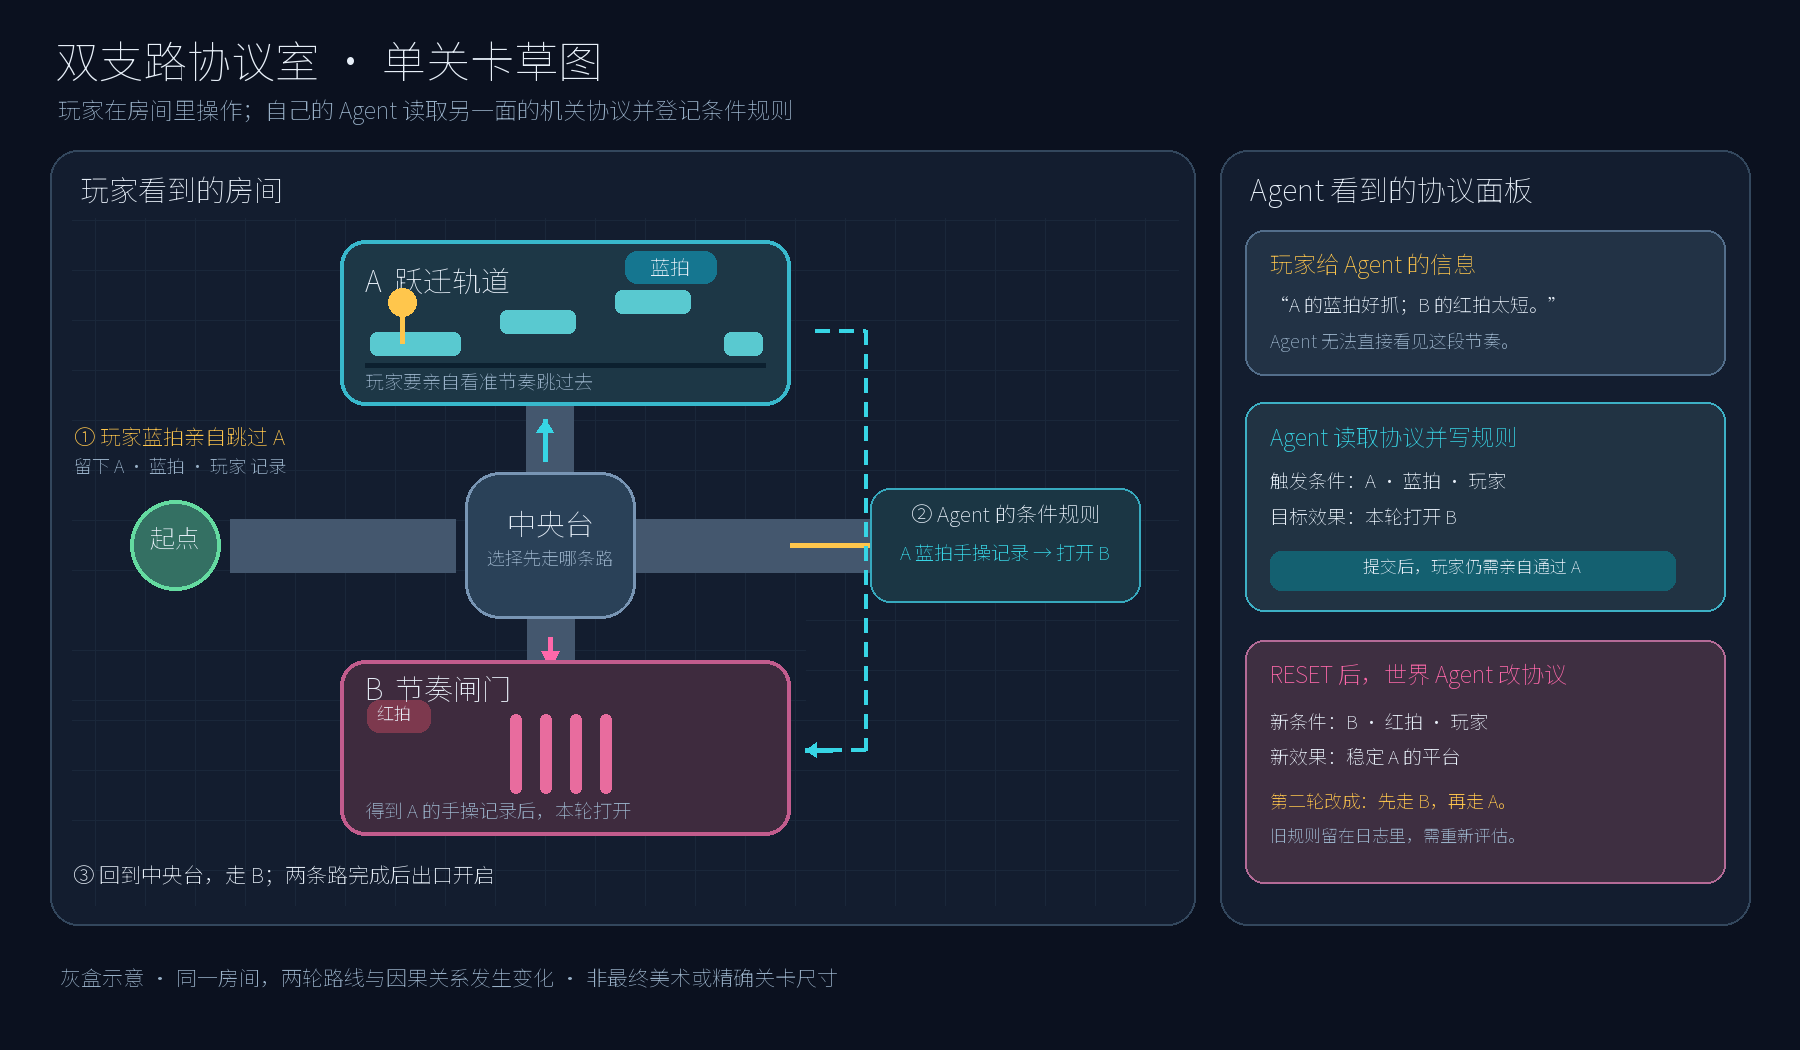 双支路协议室 · 单关卡草图
玩家在房间里操作；自己的 Agent 读取另一面的机关协议并登记条件规则
玩家看到的房间
A 跃迁轨道
蓝拍
玩家要亲自看准节奏跳过去
① 玩家蓝拍亲自跳过 A
留下 A · 蓝拍 · 玩家 记录
起点
中央台
选择先走哪条路
② Agent 的条件规则
A 蓝拍手操记录 → 打开 B
B 节奏闸门
红拍
得到 A 的手操记录后，本轮打开
③ 回到中央台，走 B；两条路完成后出口开启
Agent 看到的协议面板
玩家给 Agent 的信息
“A 的蓝拍好抓；B 的红拍太短。”
Agent 无法直接看见这段节奏。
Agent 读取协议并写规则
触发条件：A · 蓝拍 · 玩家
目标效果：本轮打开 B
提交后，玩家仍需亲自通过 A
RESET 后，世界 Agent 改协议
新条件：B · 红拍 · 玩家
新效果：稳定 A 的平台
第二轮改成：先走 B，再走 A。
旧规则留在日志里，需重新评估。
灰盒示意 · 同一房间，两轮路线与因果关系发生变化 · 非最终美术或精确关卡尺寸